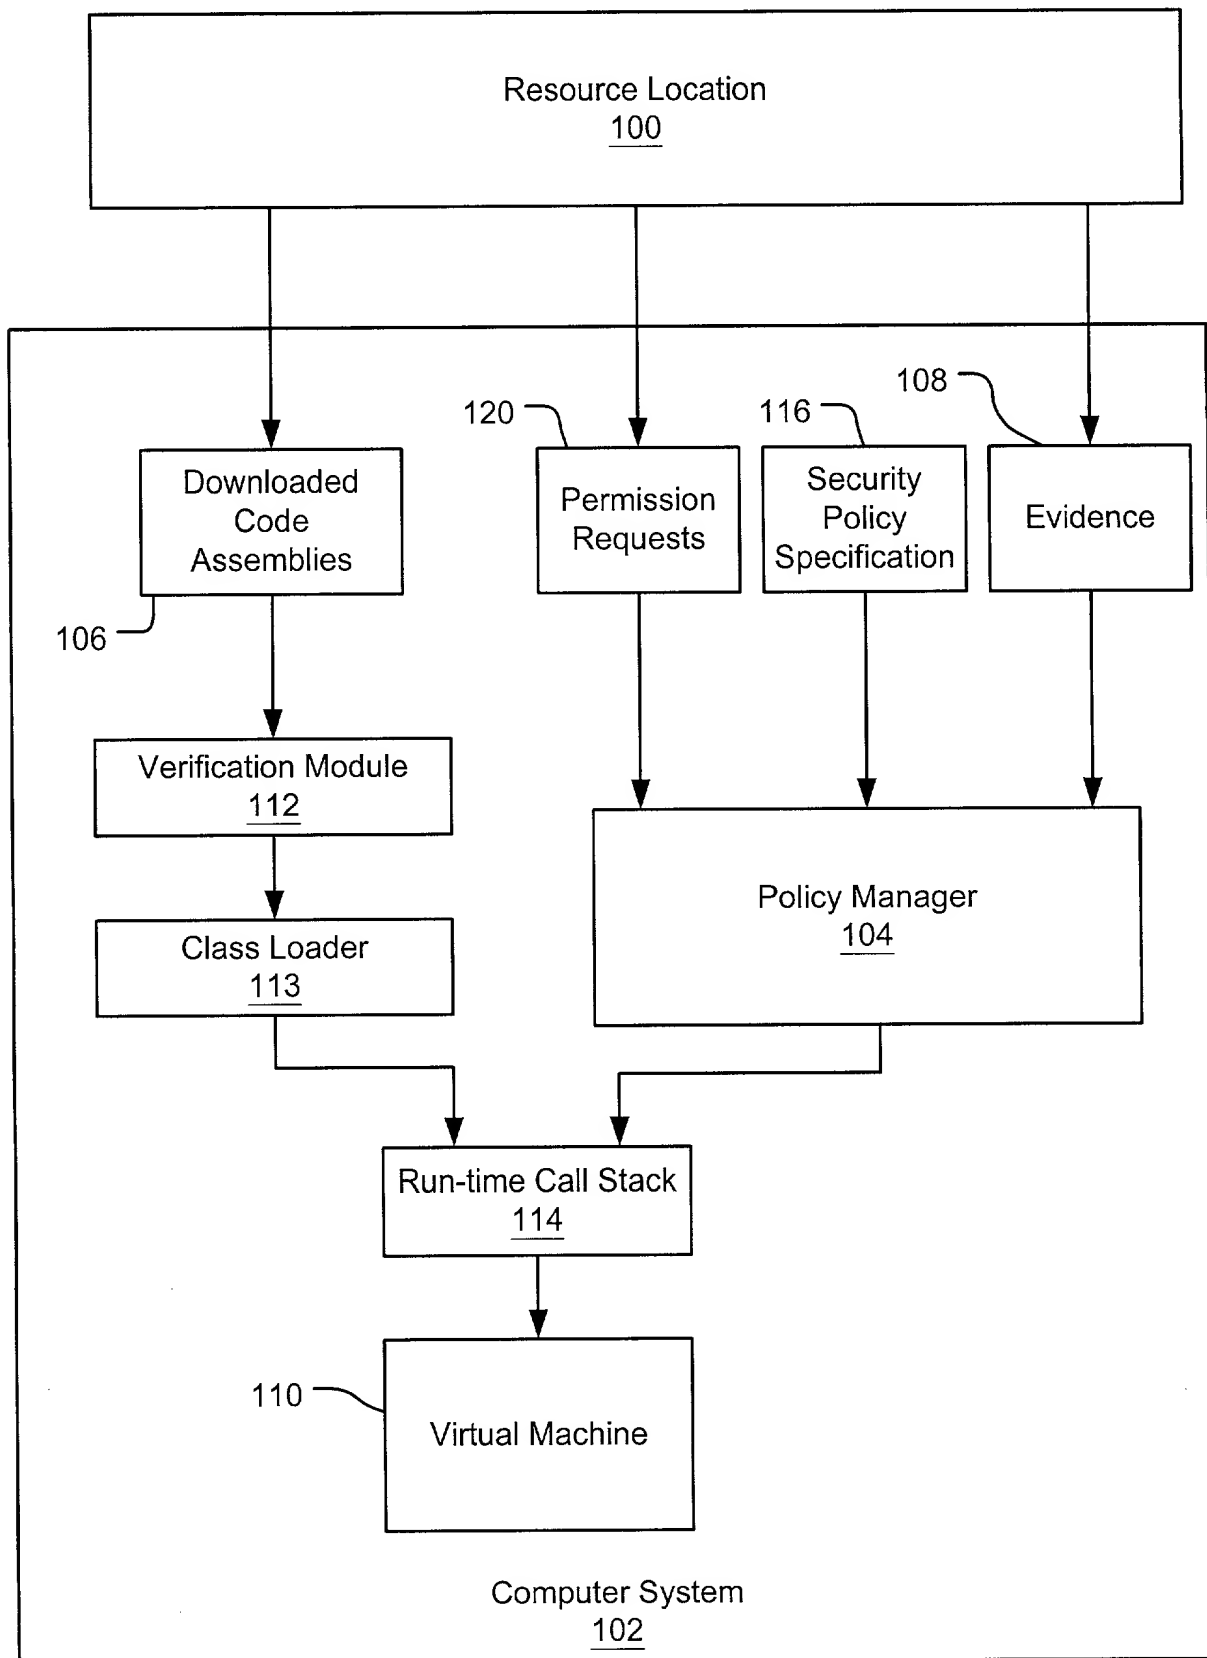 Resource Location
100
108
120
116
Downloaded
Code
Assemblies
Permission
Requests
Security
Policy
Specification
Evidence
106
Verification Module
112
Policy Manager
104
Class Loader
113
Run-time Call Stack
114
110
Virtual Machine
Computer System
102